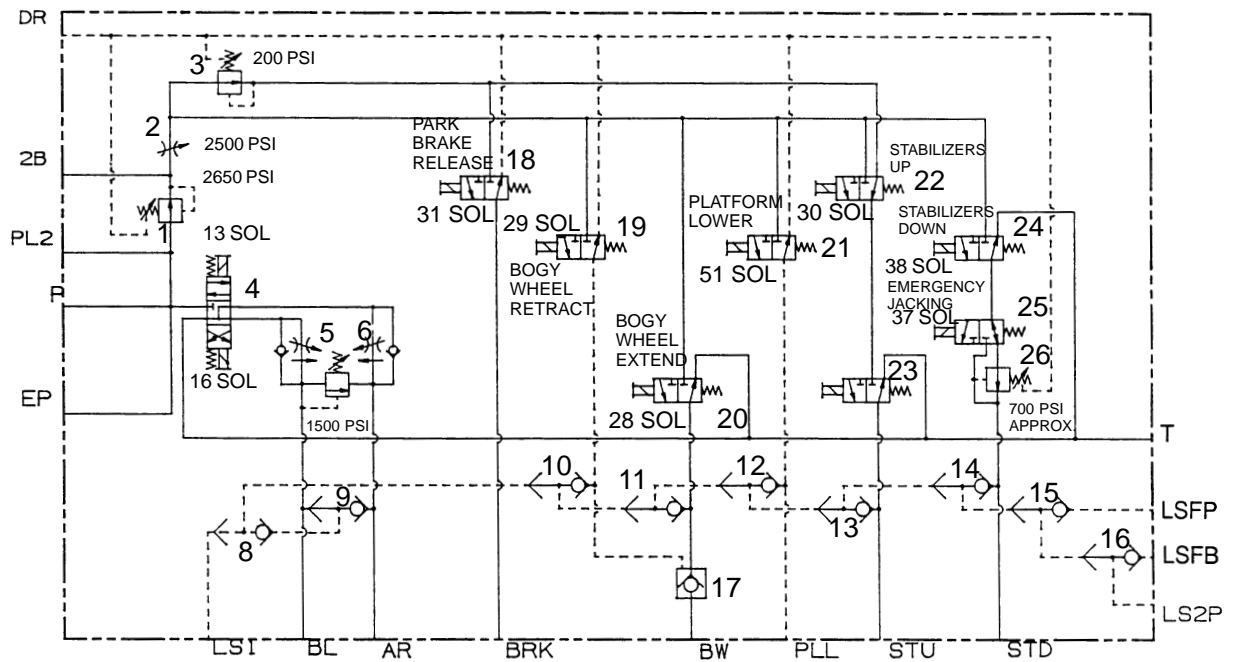 DR
3
200 PSI
2
2500 PSI
2B
2650 PSI
1
PL2
13 SOL
4
P
5
6
16 SOL
EP
1500 PSI
PARK
BRAKE
RELEASE
18
31 SOL
29 SOL
19
BOGY
WHEEL
RETRACT
PLATFORM
LOWER
21
51 SOL
BOGY
WHEEL
EXTEND
28 SOL
20
STABILIZERS
UP
22
30 SOL
STABILIZERS
DOWN
24
38 SOL
EMERGENCY
JACKING
37 SOL
25
26
23
700 PSI
APPROX
T
8
9
10
11
12
13
14
15
16
17
LSFP
LSFB
LS2P
LSI
BL
AR
BRK
BW
PLL
STU
STD